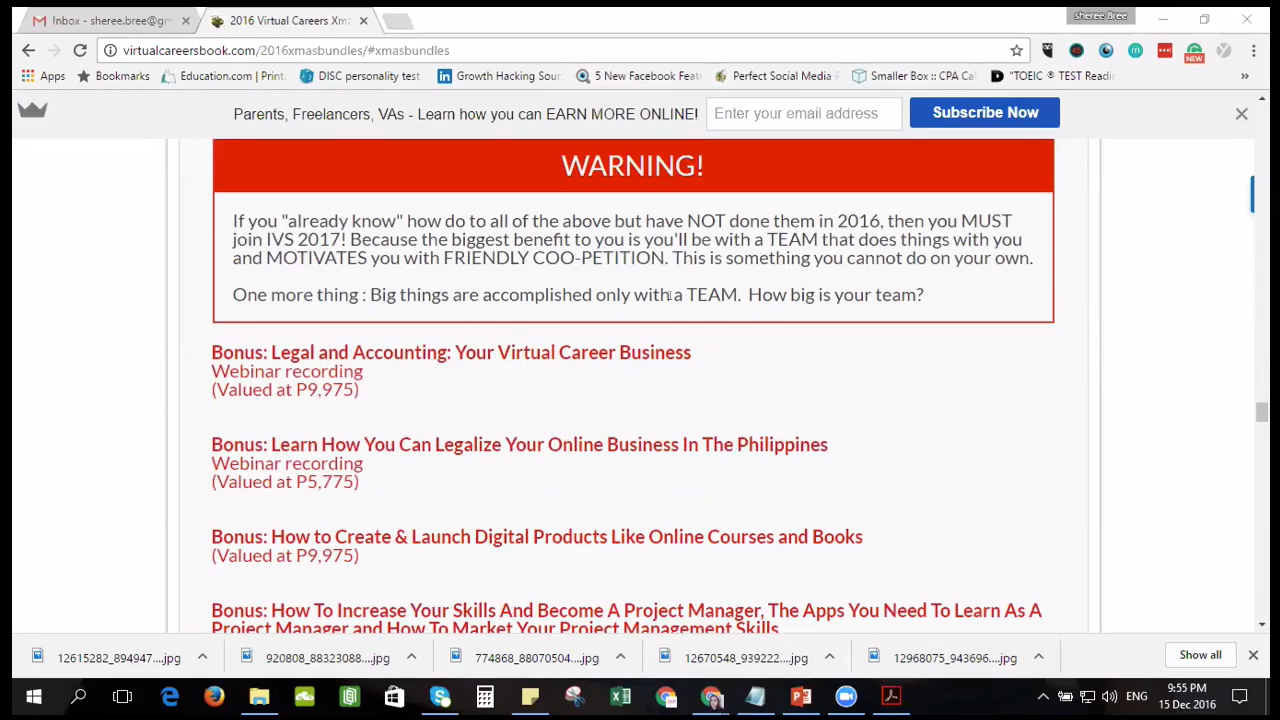 Inbox - sheree.bree@gr
2016 Virtual Careers Xma
sheree Bree
virtualcareersbook.com/2016xmasbundles/#xmasbundles
Apps
Bookmarks
Education.com | Print
DISC personality test
Growth Hacking Sour
5 New Facebook Feat
Perfect Social Media P
Smaller Box :: CPA Cal
"TOEIC ® TEST Readin
»
45
m
NEW
Parents, Freelancers, VAs - Learn how you can EARN MORE ONLINE!
Enter your email address
Subscribe Now
WARNING!
If you "already know" how do to all of the above but have NOT done them in 2016, then you MUST
join IVS 2017! Because the biggest benefit to you is you'll be with a TEAM that does things with you
and MOTIVATES you with FRIENDLY COO-PETITION. This is something you cannot do on your own.
One more thing : Big things are accomplished only with a TEAM. How big is your team?
Bonus: Legal and Accounting: Your Virtual Career Business
Webinar recording
(Valued at P9,975)
Bonus: Learn How You Can Legalize Your Online Business In The Philippines
Webinar recording
(Valued at P5,775)
Bonus: How to Create & Launch Digital Products Like Online Courses and Books
(Valued at P9,975)
Bonus: How To Increase Your Skills And Become A Project Manager, The Apps You Need To Learn As A
Project Manager and How To Market Your Project Management Skills
12615282_894947....jpg
920808_88323088....jpg
774868_88070504....jpg
12670548_939222....jpg
12968075_943696....jpg
Show all
ENG
9:55 PM
15 Dec 2016